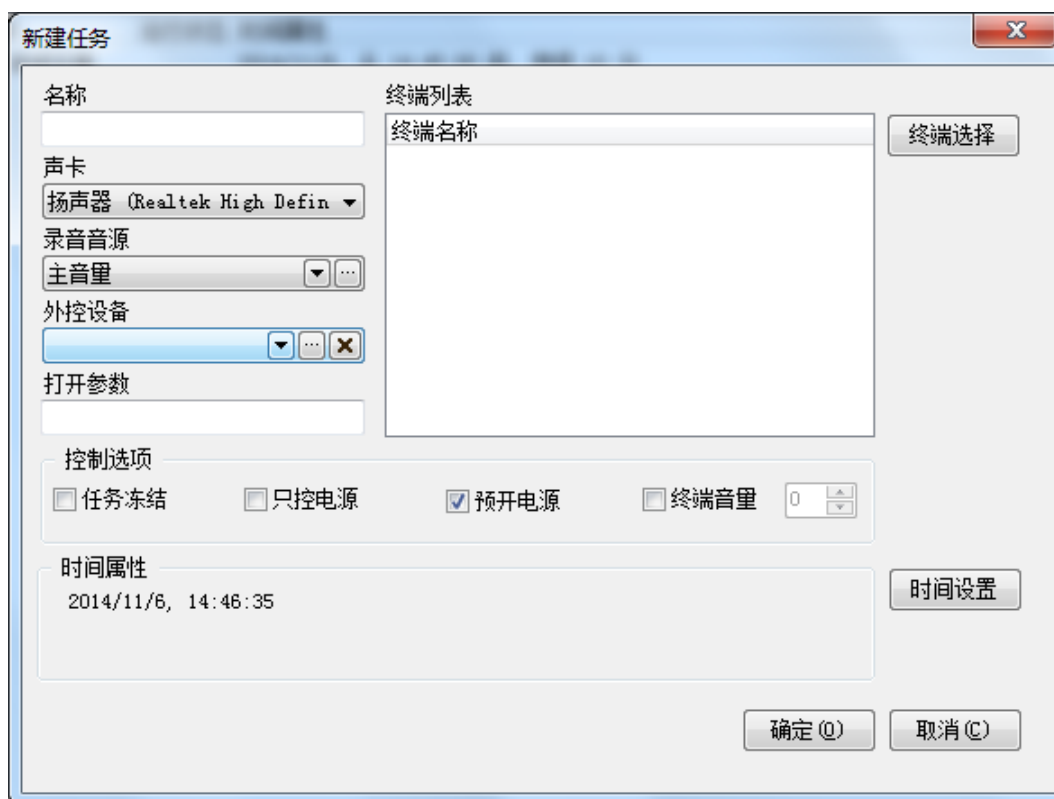 新建任务
名称
声卡
扬声器 (Realtek High Defin
录音音源
主音量
外控设备
打开参数
终端列表
终端名称
终端选择
控制选项
任务冻结 只控电源 预开电源 终端音量 0
时间属性
2014/11/6, 14:46:35
时间设置
确定(O) 取消(C)